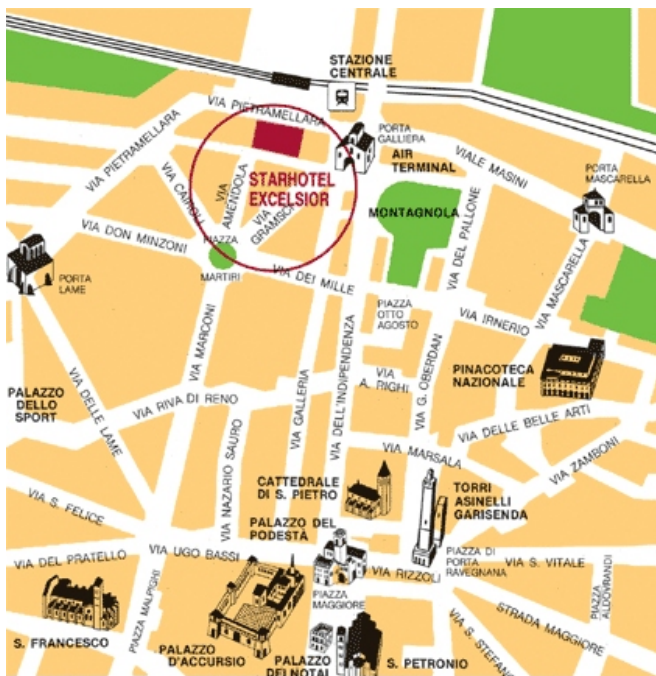 STAZIONE
CENTRALE
VIA PIETRAMELLARA
PORTA
GALLIERA
AIR
TERMINAL
VIALE MASINI
PORTA
MASCARELLA
VIA PIETRAMELLARA
VIA CAIROLI
VIA
AMENDOLA
STARHOTEL
EXCELSIOR
VIA
GRAMSCI
MONTAGNOLA
VIA DEL PALLONE
VIA MASCARELLA
VIA DON MINZONI
PIAZZA
MARTIRI
VIA DEI MILLE
PORTA
LAME
PIAZZA
OTTO
AGOSTO
VIA IRNERIO
VIA MARCONI
VIA GALLERIA
VIA DELL'INDIPENDENZA
VIA
A. RIGHI
VIA G. OBERDAN
PINACOTECA
NAZIONALE
PALAZZO
DELLO
SPORT
VIA DELLE LAME
VIA RIVA DI RENO
VIA DELLE BELLE ARTI
VIA NAZARIO SAURO
VIA MARSALA
VIA ZAMBONI
CATTEDRALE
DI S. PIETRO
TORRI
ASINELLI
GARISENDA
VIA S. FELICE
PALAZZO DEL
PODESTÀ
VIA DEL PRATELLO
VIA UGO BASSI
VIA RIZZOLI
PIAZZA DI
PORTA
RAVEGNANA
VIA S. VITALE
PIAZZA
ALDOVRANDI
PIAZZA MALPIGHI
PIAZZA
MAGGIORE
STRADA MAGGIORE
VIA S. STEFANO
S. FRANCESCO
PALAZZO
D'ACCURSIO
PALAZZO
DEI NOTAI
S. PETRONIO